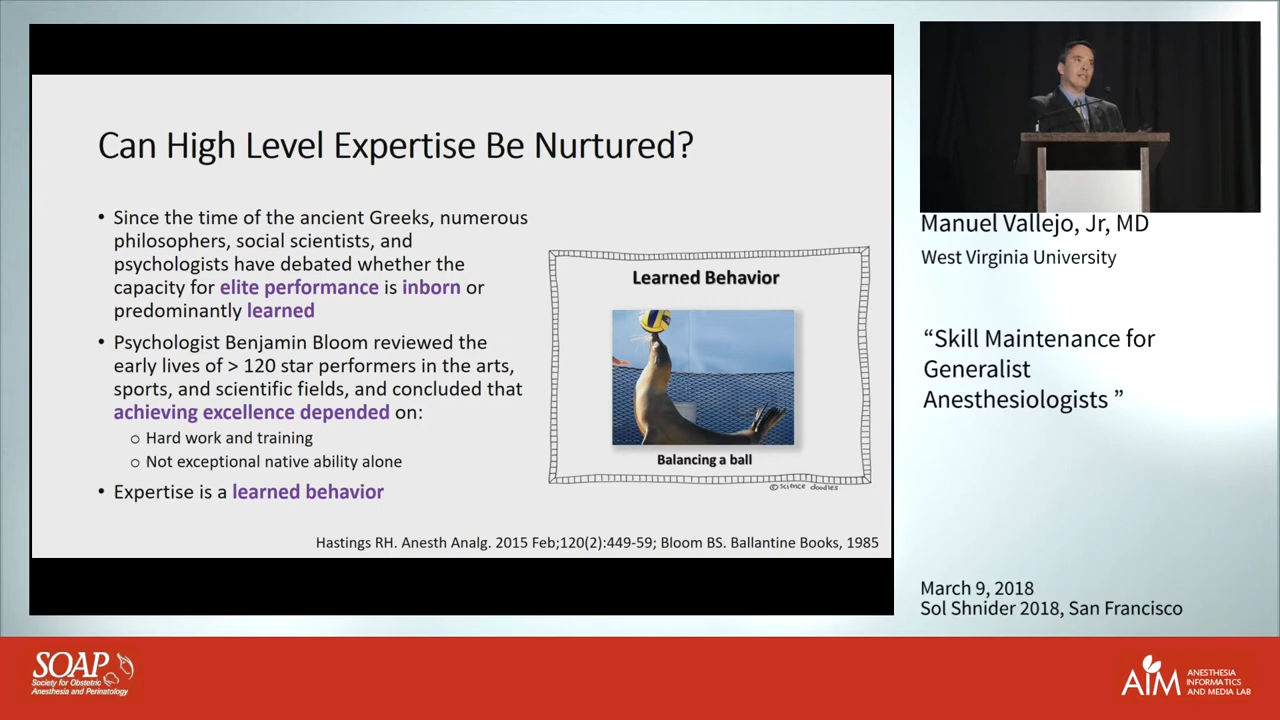 Can High Level Expertise Be Nurtured?
• Since the time of the ancient Greeks, numerous
philosophers, social scientists, and
psychologists have debated whether the
capacity for elite performance is inborn or
predominantly learned
• Psychologist Benjamin Bloom reviewed the
early lives of > 120 star performers in the arts,
sports, and scientific fields, and concluded that
achieving excellence depended on:
o Hard work and training
o Not exceptional native ability alone
• Expertise is a learned behavior
Learned Behavior
Balancing a ball
©science doodles
Hastings RH. Anesth Analg. 2015 Feb;120(2):449-59; Bloom BS. Ballantine Books, 1985
Manuel Vallejo, Jr, MD
West Virginia University
“Skill Maintenance for
Generalist
Anesthesiologists ”
March 9, 2018
Sol Shnider 2018, San Francisco
SOAP
Society for Obstetric
Anesthesia and Perinatology
AIM
ANESTHESIA
INFORMATICS
AND MEDIA LAB